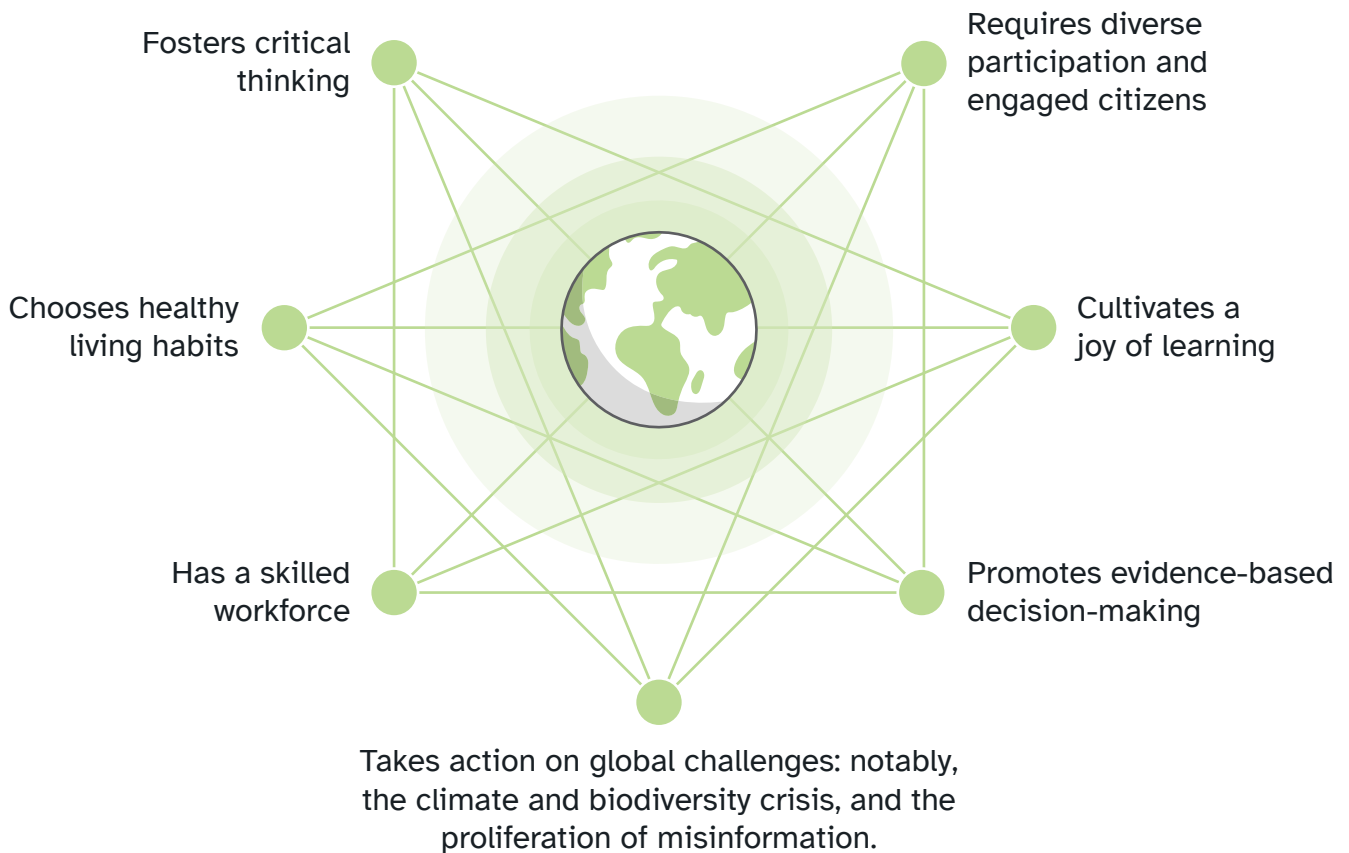 Fosters critical
thinking
Requires diverse
participation and
engaged citizens
Chooses healthy
living habits
Cultivates a
joy of learning
Has a skilled
workforce
Promotes evidence-based
decision-making
Takes action on global challenges: notably,
the climate and biodiversity crisis, and the
proliferation of misinformation.